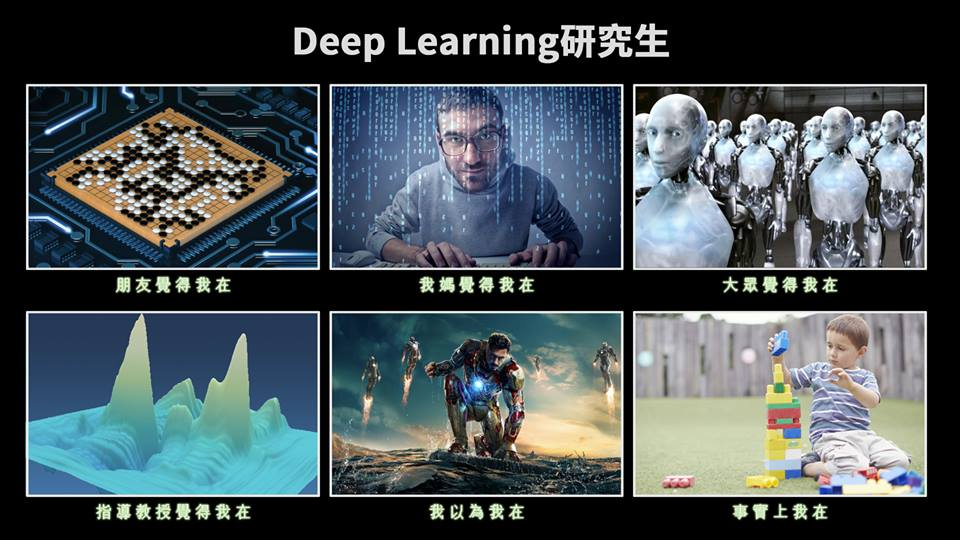 Deep Learning研究生
朋友覺得我在
我媽覺得我在
大眾覺得我在
指導教授覺得我在
我以為我在
事實上我在